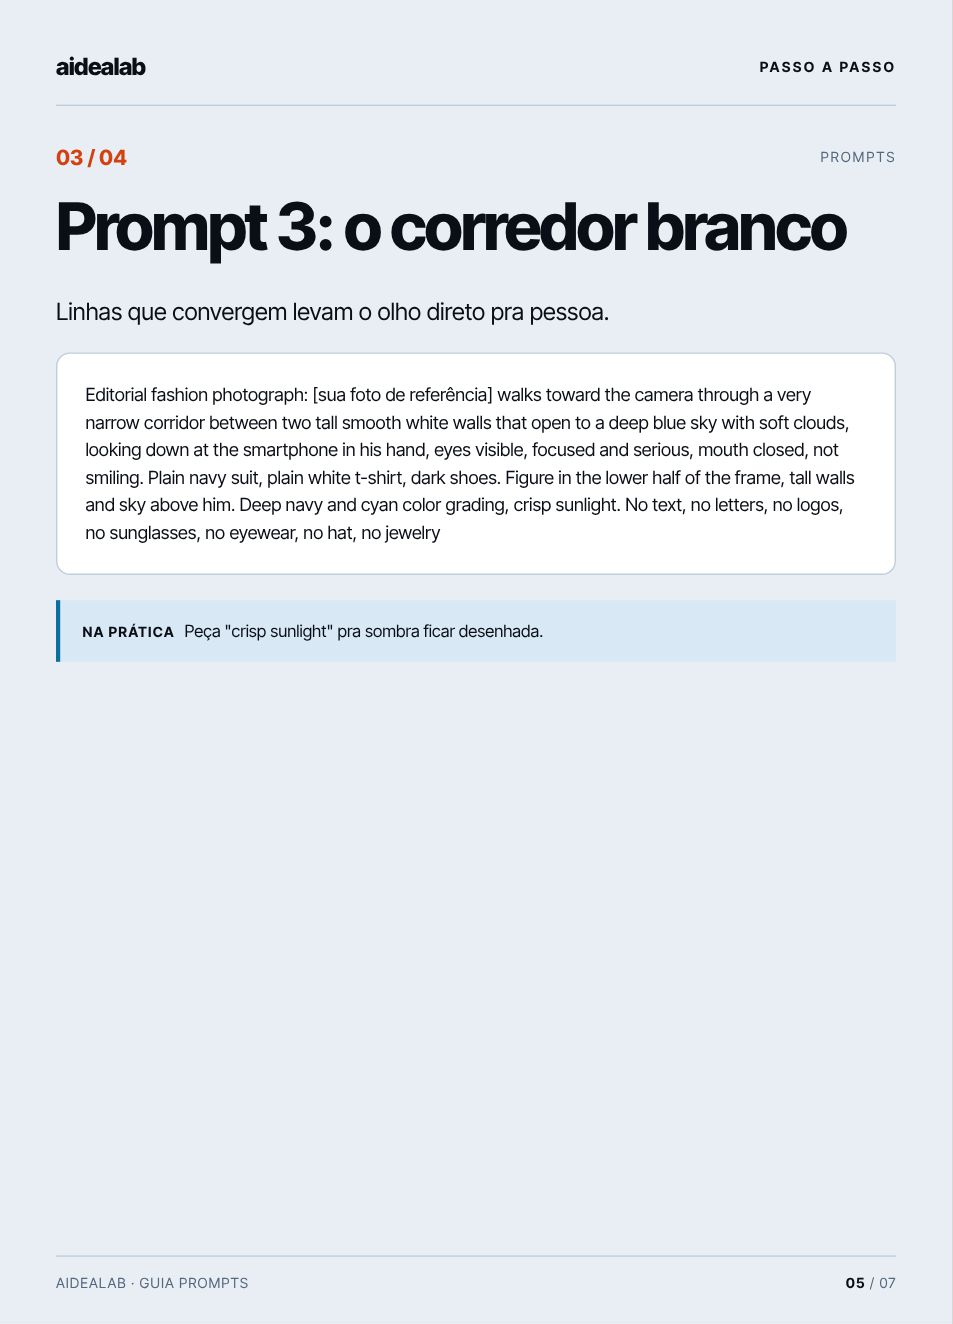 aidealab
PASSO A PASSO
03 / 04
PROMPTS
Prompt 3: o corredor branco
Linhas que convergem levam o olho direto pra pessoa.
Editorial fashion photograph: [sua foto de referência] walks toward the camera through a very
narrow corridor between two tall smooth white walls that open to a deep blue sky with soft clouds,
looking down at the smartphone in his hand, eyes visible, focused and serious, mouth closed, not
smiling. Plain navy suit, plain white t-shirt, dark shoes. Figure in the lower half of the frame, tall walls
and sky above him. Deep navy and cyan color grading, crisp sunlight. No text, no letters, no logos,
no sunglasses, no eyewear, no hat, no jewelry
NA PRÁTICA Peça "crisp sunlight" pra sombra ficar desenhada.
AIDEALAB · GUIA PROMPTS
05 / 07